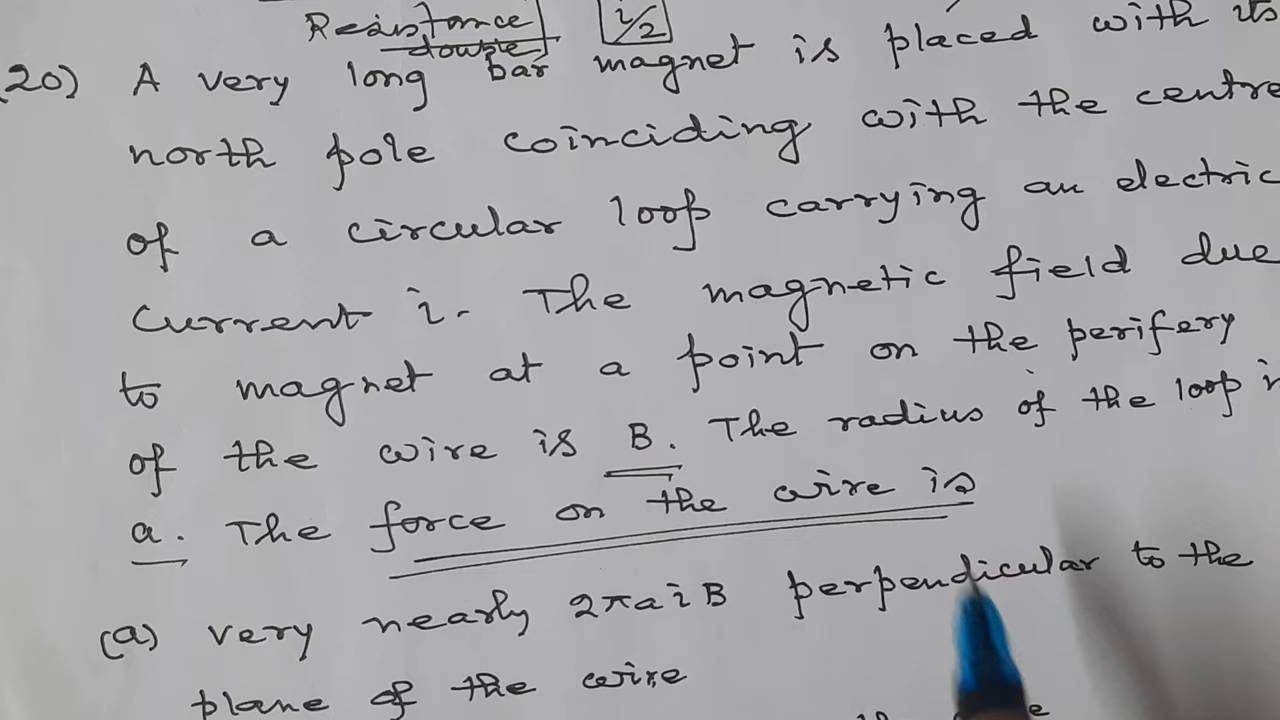 Resistance i/2
double
20) A very long bar magnet is placed with its
north pole coinciding with the centre
of a circular loop carrying an electric
current i. The magnetic field due
to magnet at a point on the perifery
of the wire is B. The radius of the loop is
a. The force on the wire is
(a) very nearly 2πaiB perpendicular to the
plane of the wire